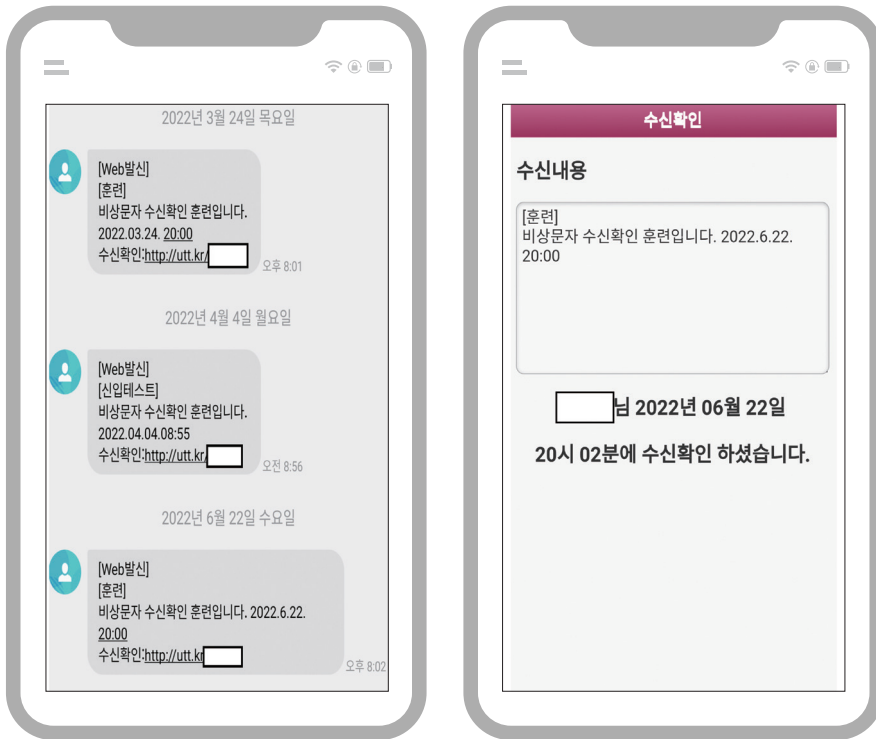 2022년 3월 24일 목요일
[Web발신]
[훈련]
비상문자 수신확인 훈련입니다.
2022.03.24. 20:00
수신확인:http://utt.kr/
오후 8:01
2022년 4월 4일 월요일
[Web발신]
[신입테스트]
비상문자 수신확인 훈련입니다.
2022.04.04.08:55
수신확인:http://utt.kr/
오전 8:56
2022년 6월 22일 수요일
[Web발신]
[훈련]
비상문자 수신확인 훈련입니다. 2022.6.22.
20:00
수신확인:http://utt.kr
오후 8:02
수신확인
수신내용
[훈련]
비상문자 수신확인 훈련입니다. 2022.6.22.
20:00
님 2022년 06월 22일
20시 02분에 수신확인 하셨습니다.